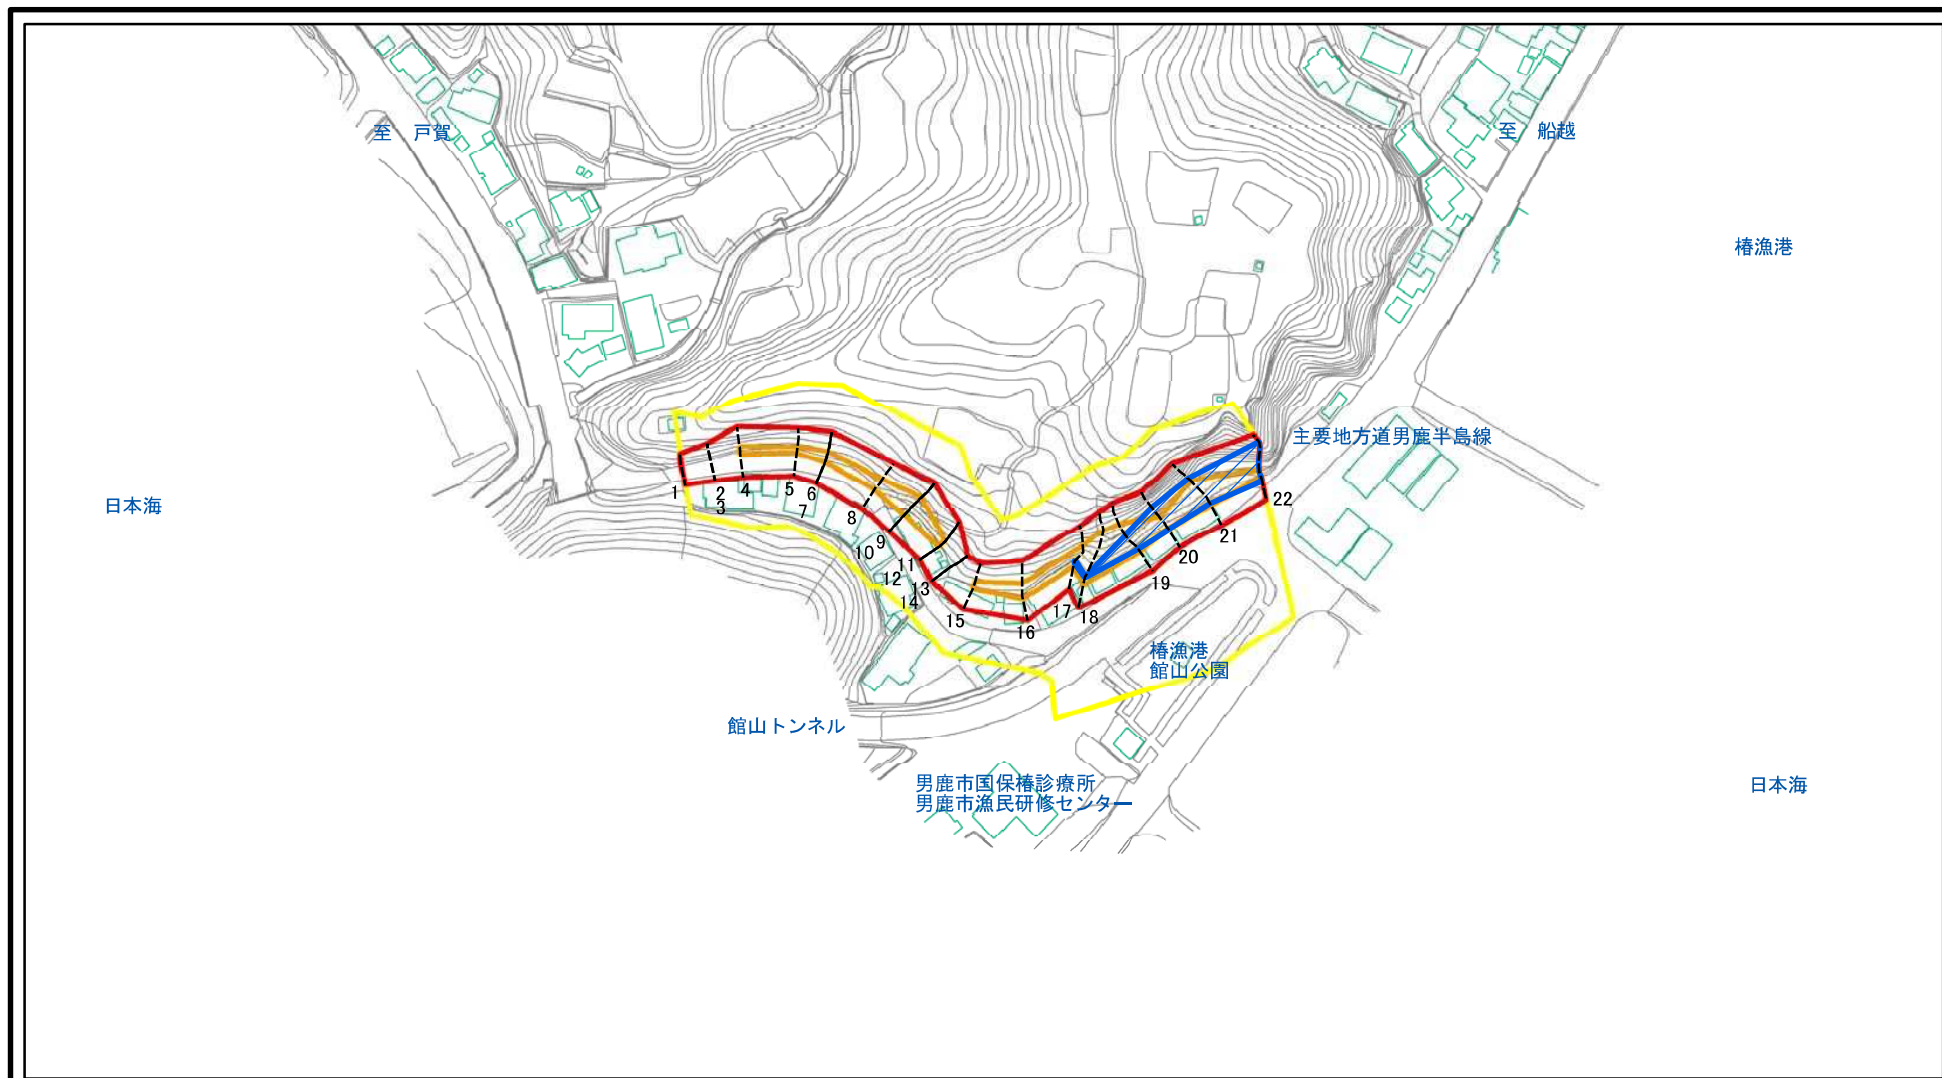 至　戸賀
至　船越
椿漁港
主要地方道男鹿半島線
日本海
1
2
3
4
5
6
7
8
9
10
11
12
13
14
15
16
17
18
19
20
21
22
椿漁港
館山公園
館山トンネル
男鹿市国保椿診療所
男鹿市漁民研修センター
日本海